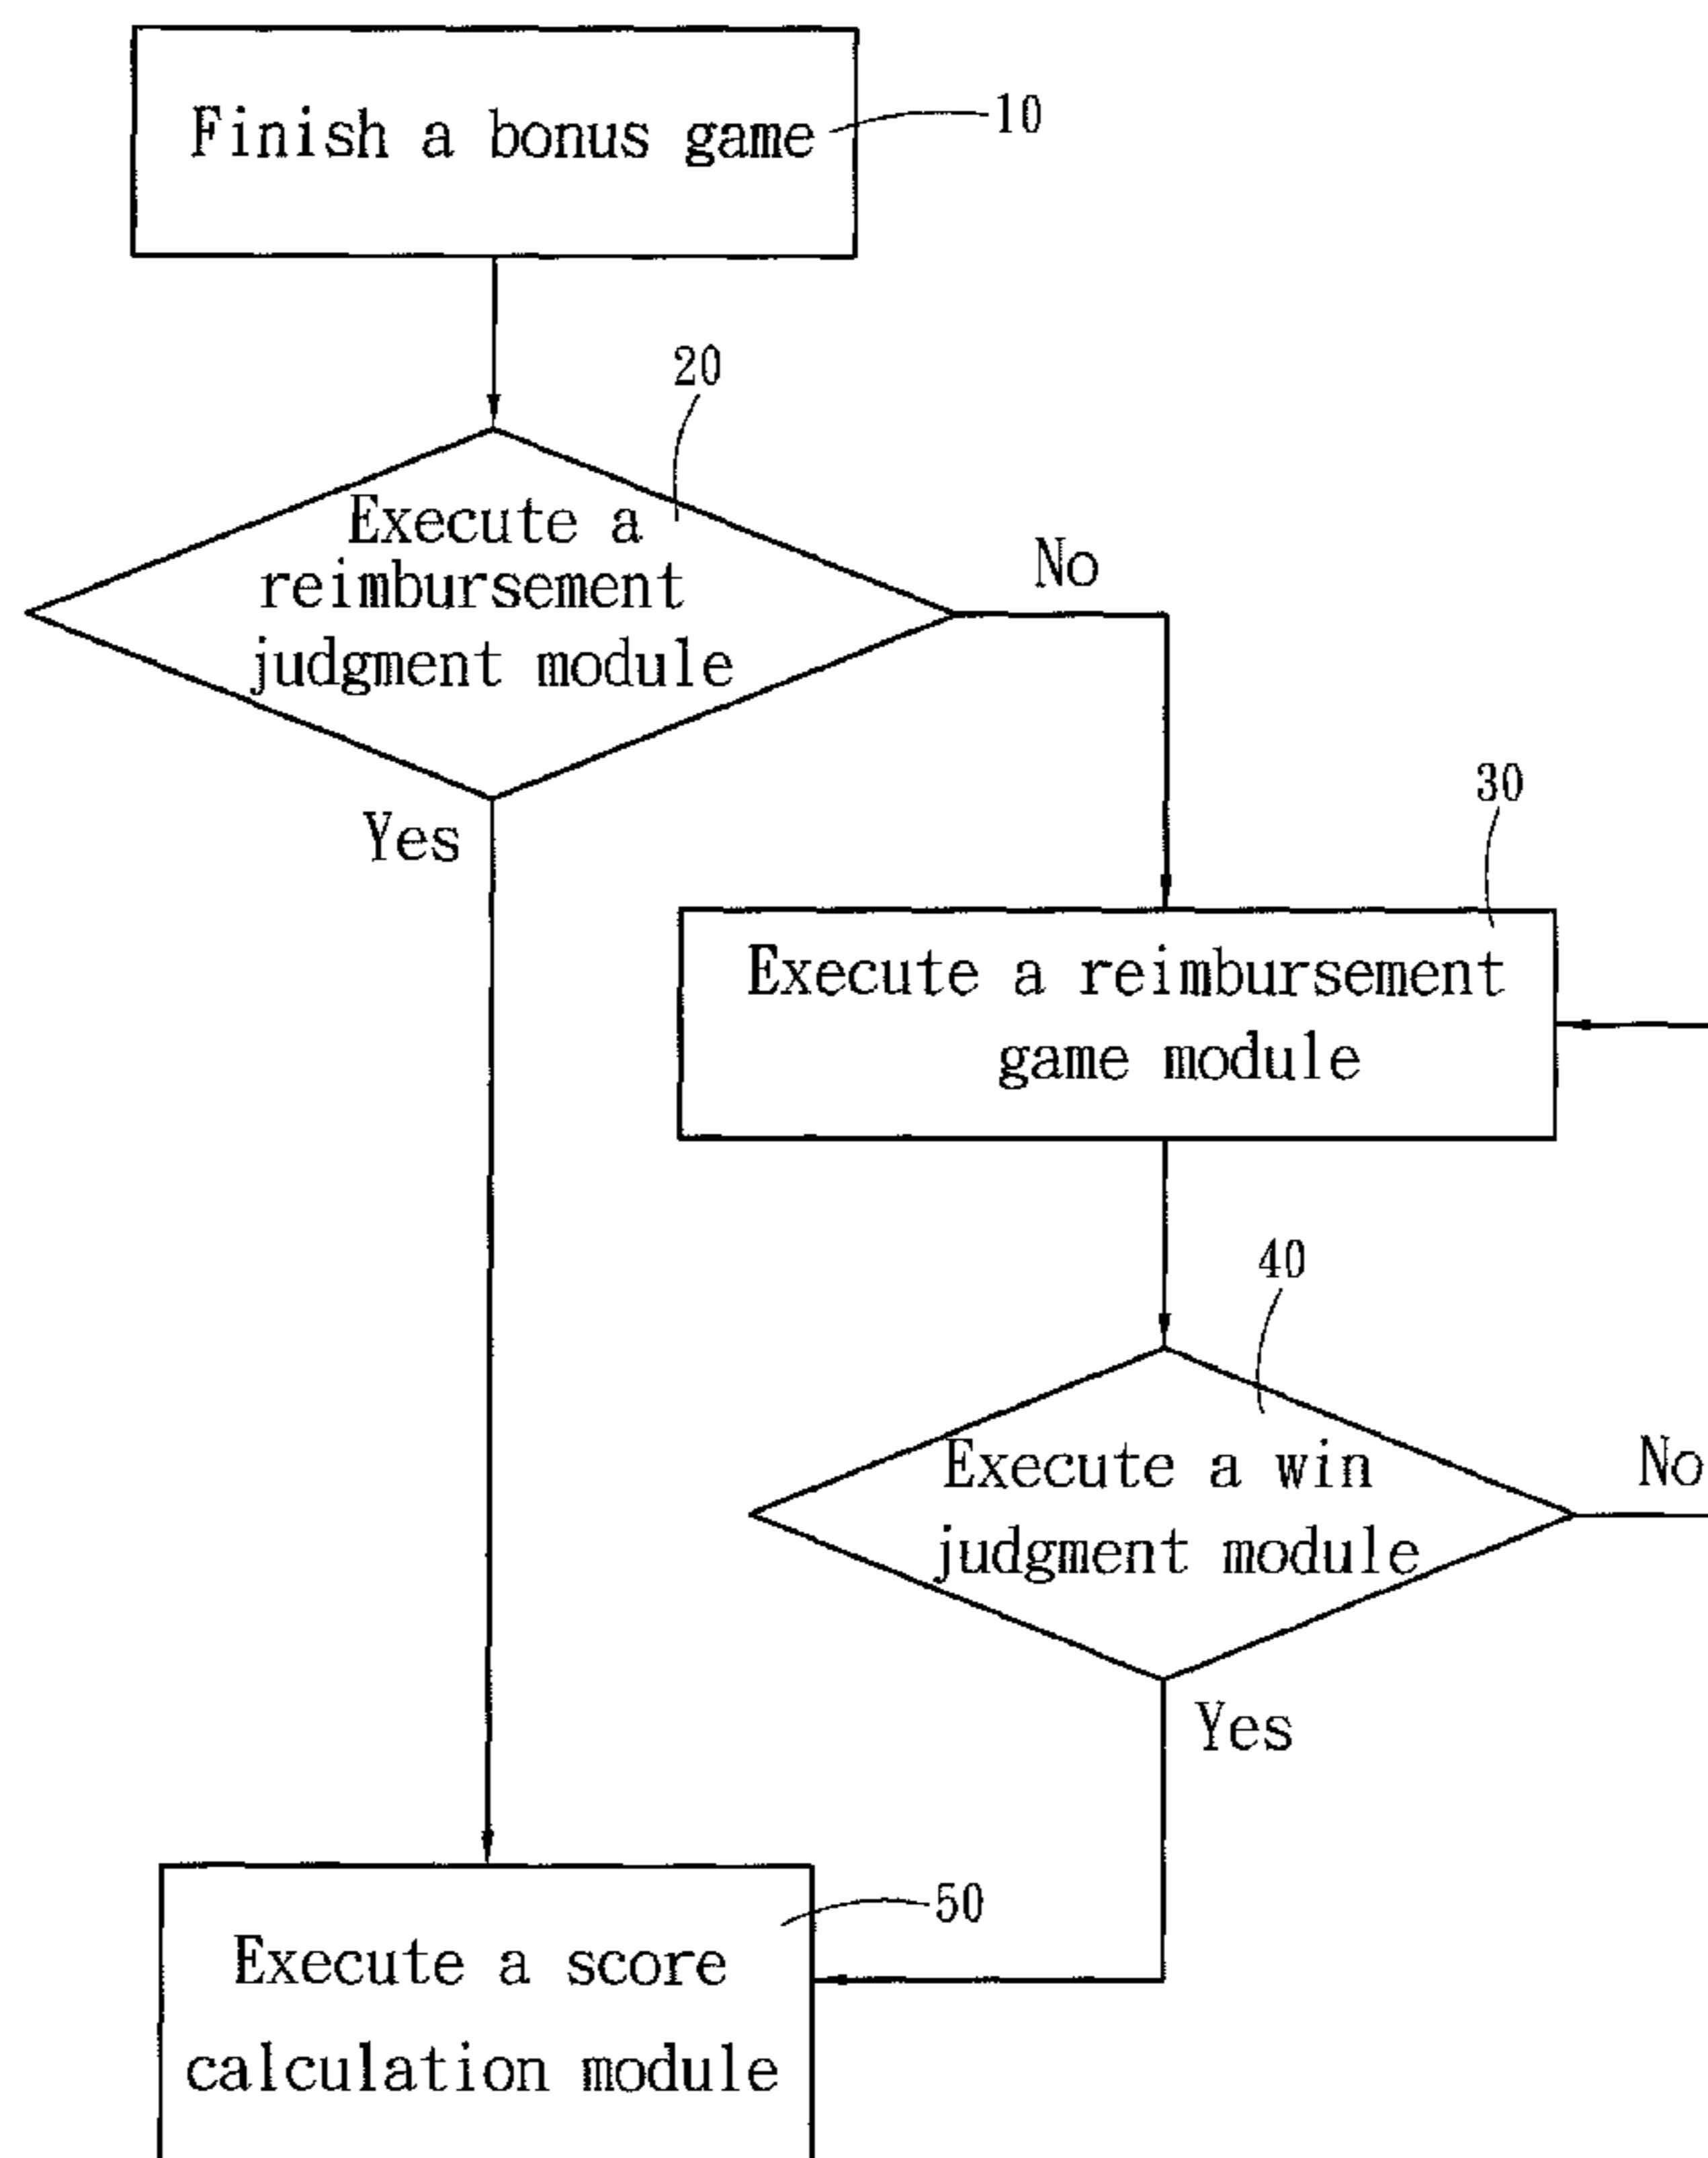 Finish a bonus game
10
20
Execute a
reimbursement
judgment module
No
Yes
30
Execute a reimbursement
game module
40
Execute a win
judgment module
No
Yes
50
Execute a score
calculation module